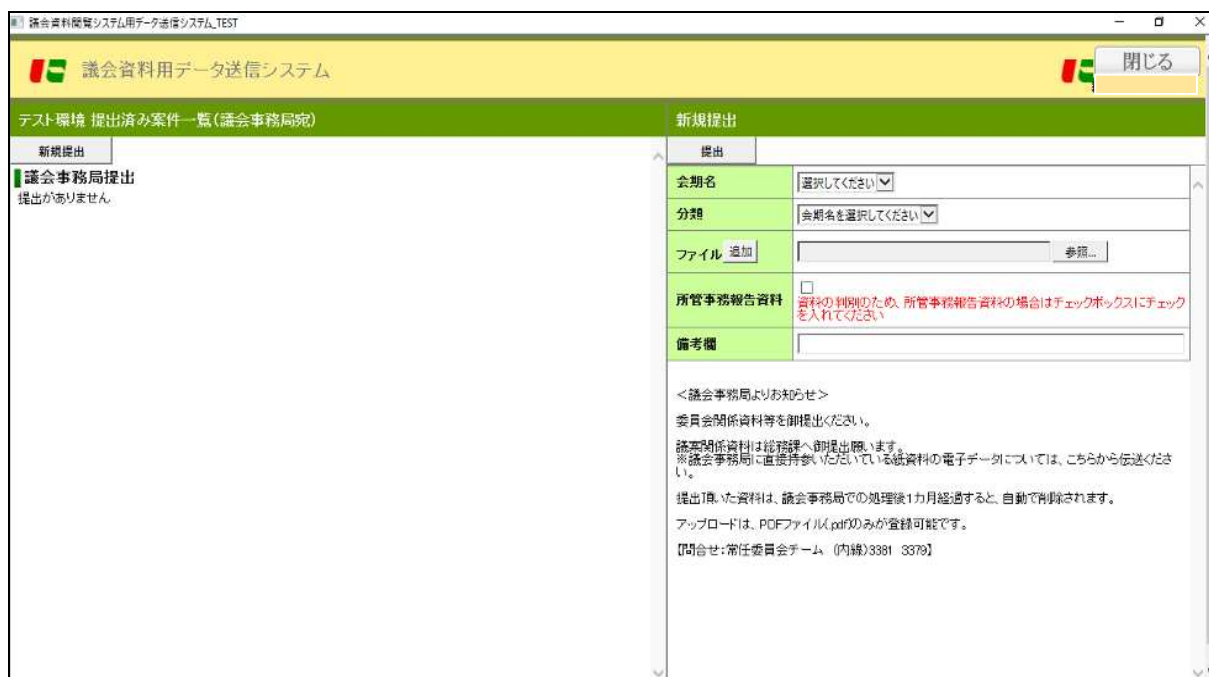 議会資料閲覧システム用データ送信システム_TEST
議会資料用データ送信システム
閉じる
テスト環境 提出済み案件一覧(議会事務局宛)
新規提出
議会事務局提出
提出がありません
新規提出
提出
会期名
選択してください
分類
会期名を選択してください
ファイル 追加
参照...
所管事務報告資料
資料の判別のため、所管事務報告資料の場合はチェックボックスにチェック
を入れてください
備考欄
<議会事務局よりお知らせ>
委員会関係資料等を御提出ください。
議案関係資料は総務課へ御提出願います。
※議会事務局に直接持参いただいている紙資料の電子データについては、こちらから伝送くださ
い。
提出頂いた資料は、議会事務局での処理後1カ月経過すると、自動で削除されます。
アップロードは、PDFファイル(.pdf)のみが登録可能です。
【問合せ:常任委員会チーム (内線)3381 3379】